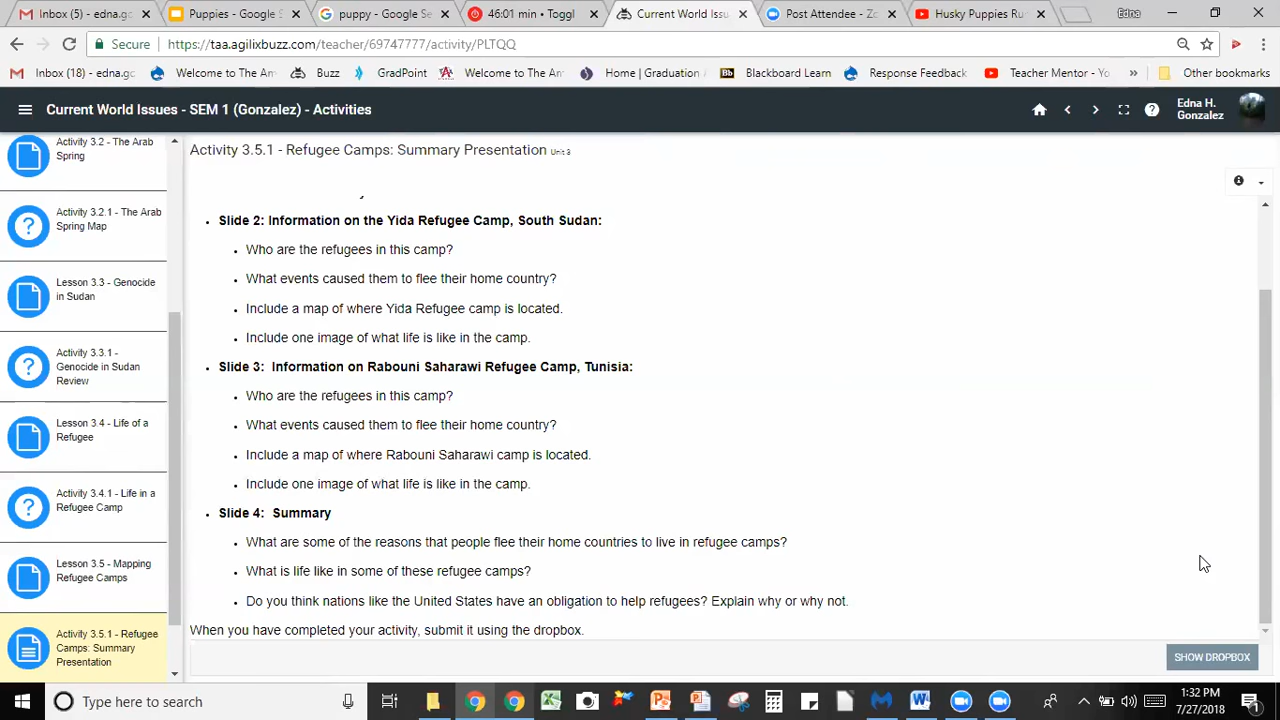 Inbox (5) - edna.gc
Puppies - Google S
puppy - Google Se
46:01 min • Toggl
Current World Issu
Post Attendee - Zo
Husky Puppies Ru
Edna
Secure https://taa.agilixbuzz.com/teacher/69747777/activity/PLTQQ
Inbox (18) - edna.gc
Welcome to The Am
Buzz
GradPoint
Welcome to The Am
Home | Graduation
Bb Blackboard Learn
Response Feedback
Teacher Mentor - Yo
»
Other bookmarks
Current World Issues - SEM 1 (Gonzalez) - Activities
Edna H.
Gonzalez
Activity 3.2 - The Arab
Spring
Activity 3.2.1 - The Arab
Spring Map
Lesson 3.3 - Genocide
in Sudan
Activity 3.3.1 -
Genocide in Sudan
Review
Lesson 3.4 - Life of a
Refugee
Activity 3.4.1 - Life in a
Refugee Camp
Lesson 3.5 - Mapping
Refugee Camps
Activity 3.5.1 - Refugee
Camps: Summary
Presentation
Activity 3.5.1 - Refugee Camps: Summary Presentation Unit 3
• Slide 2: Information on the Yida Refugee Camp, South Sudan:
• Who are the refugees in this camp?
• What events caused them to flee their home country?
• Include a map of where Yida Refugee camp is located.
• Include one image of what life is like in the camp.
• Slide 3: Information on Rabouni Saharawi Refugee Camp, Tunisia:
• Who are the refugees in this camp?
• What events caused them to flee their home country?
• Include a map of where Rabouni Saharawi camp is located.
• Include one image of what life is like in the camp.
• Slide 4: Summary
• What are some of the reasons that people flee their home countries to live in refugee camps?
• What is life like in some of these refugee camps?
• Do you think nations like the United States have an obligation to help refugees? Explain why or why not.
When you have completed your activity, submit it using the dropbox.
SHOW DROPBOX
Type here to search
1:32 PM
7/27/2018